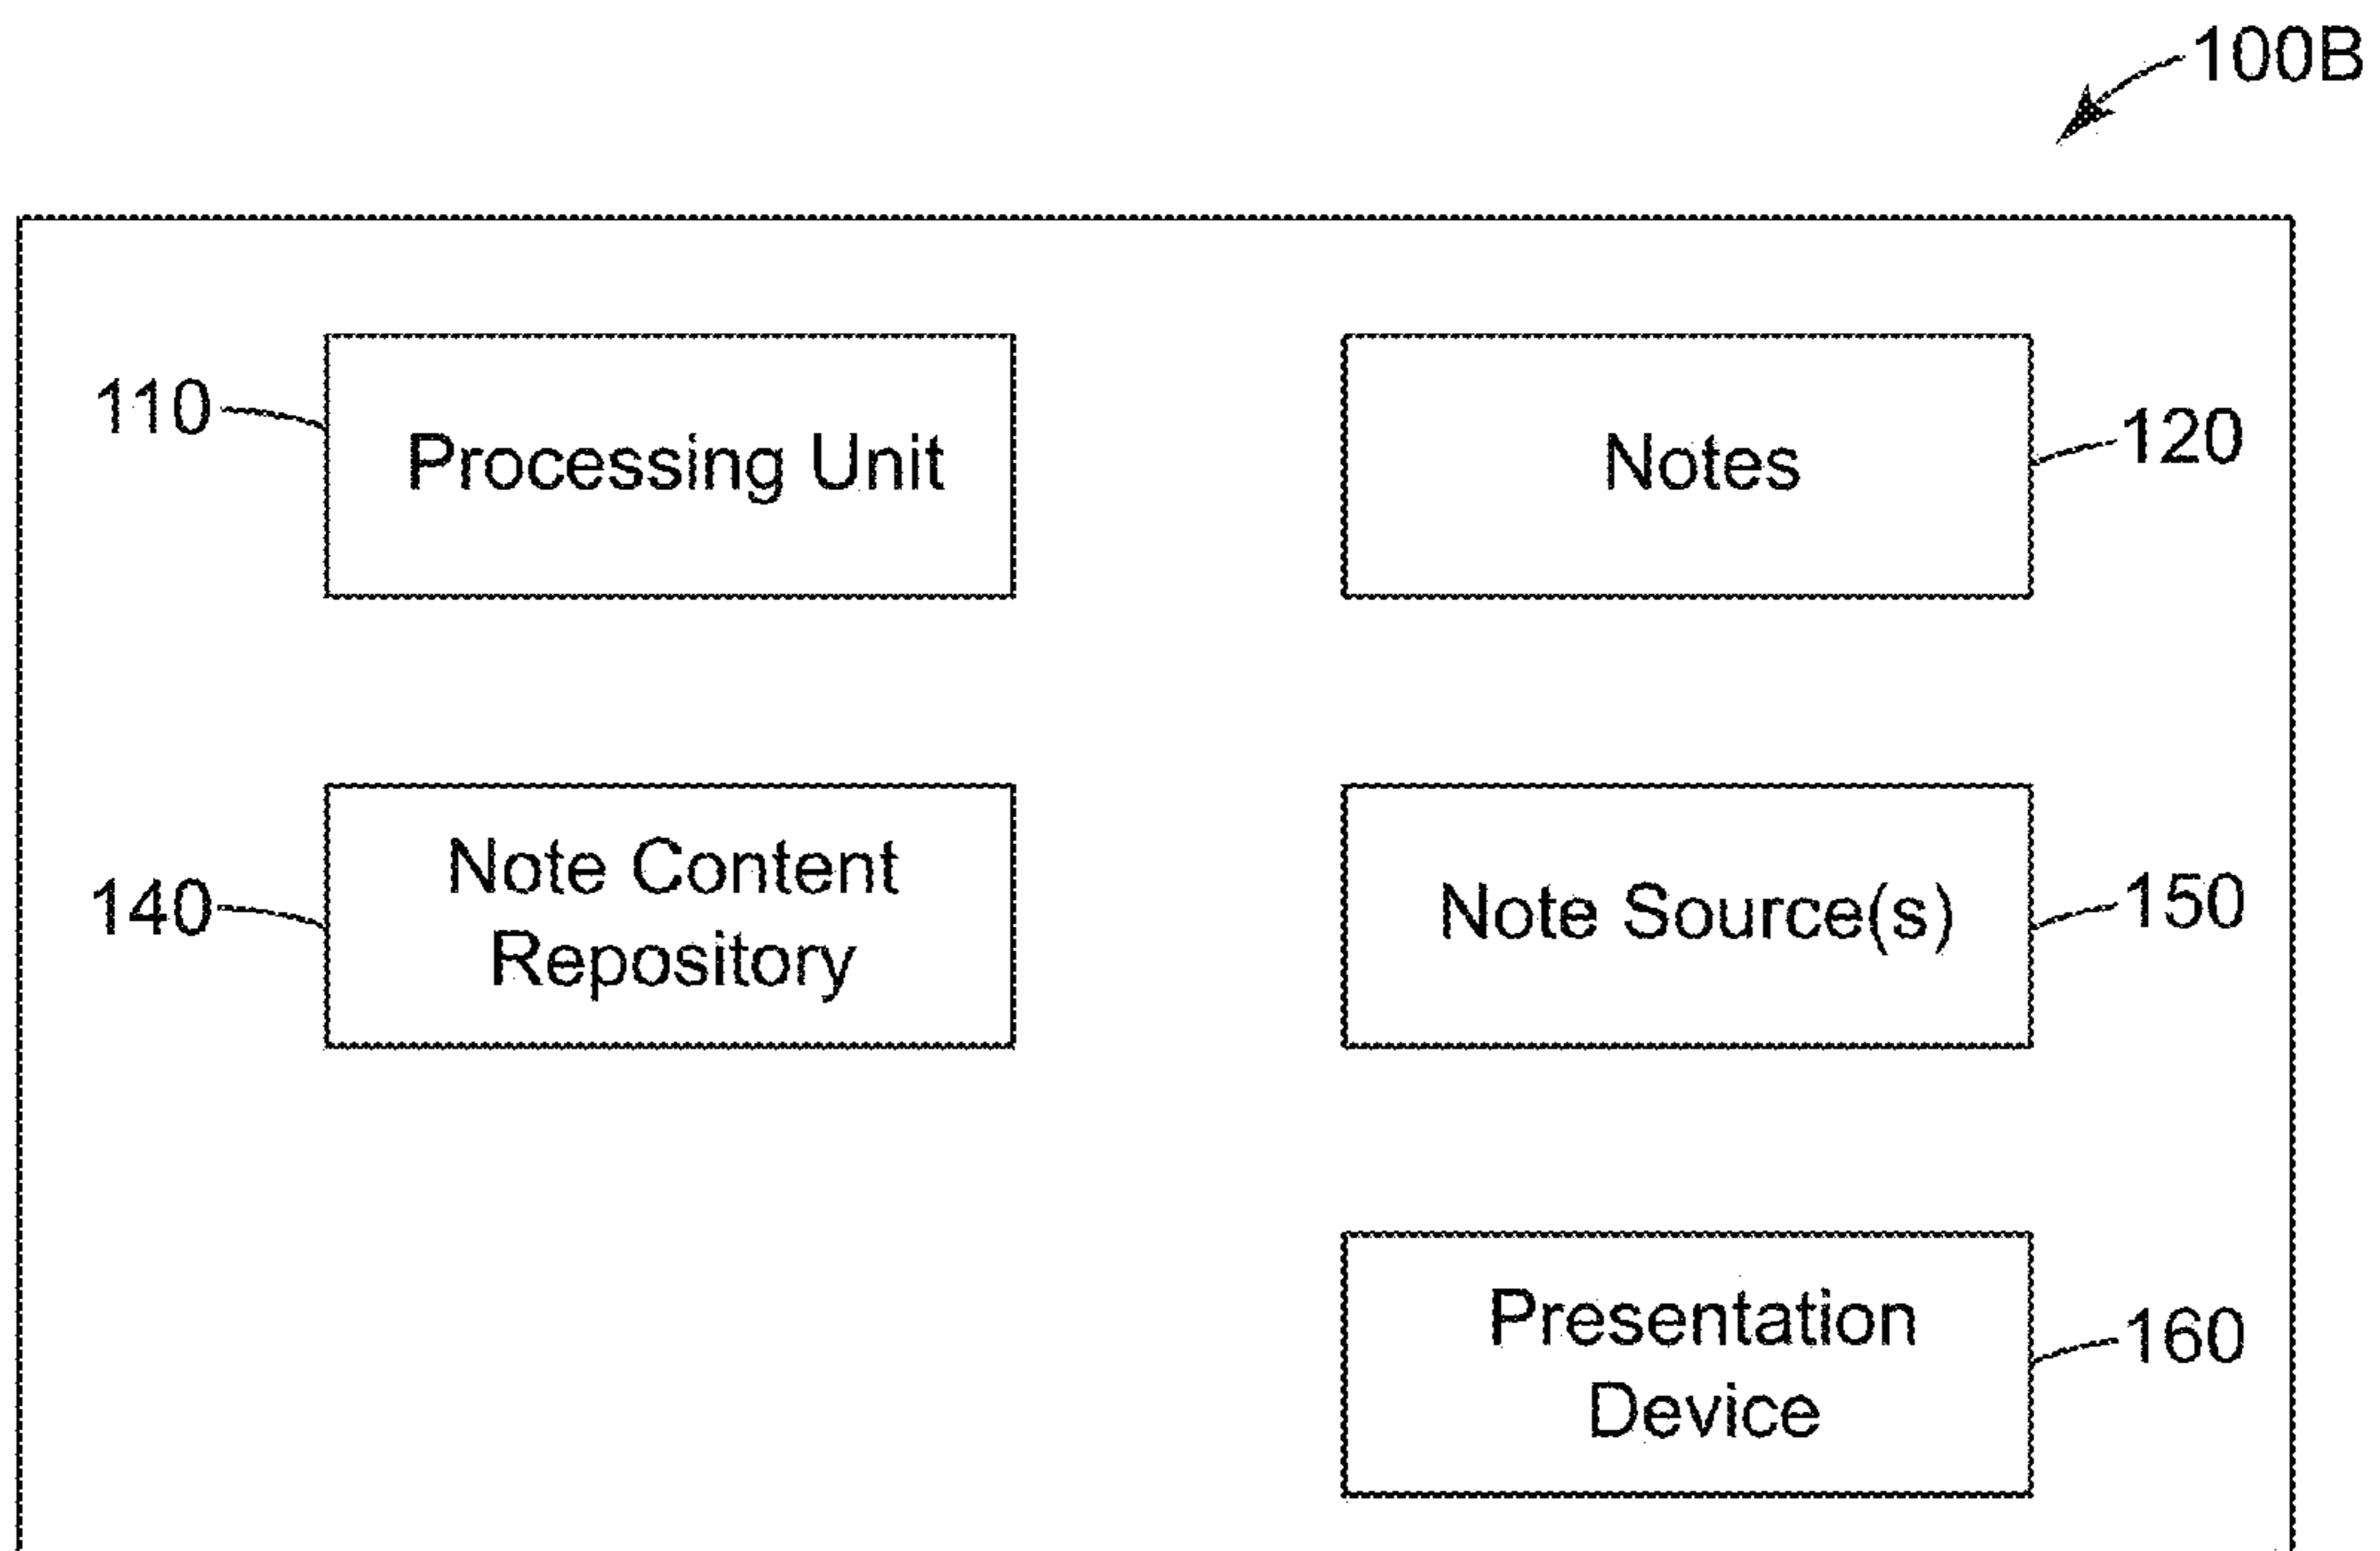 100B
110
Processing Unit
Notes
120
140
Note Content
Repository
Note Source(s)
150
Presentation
Device
160